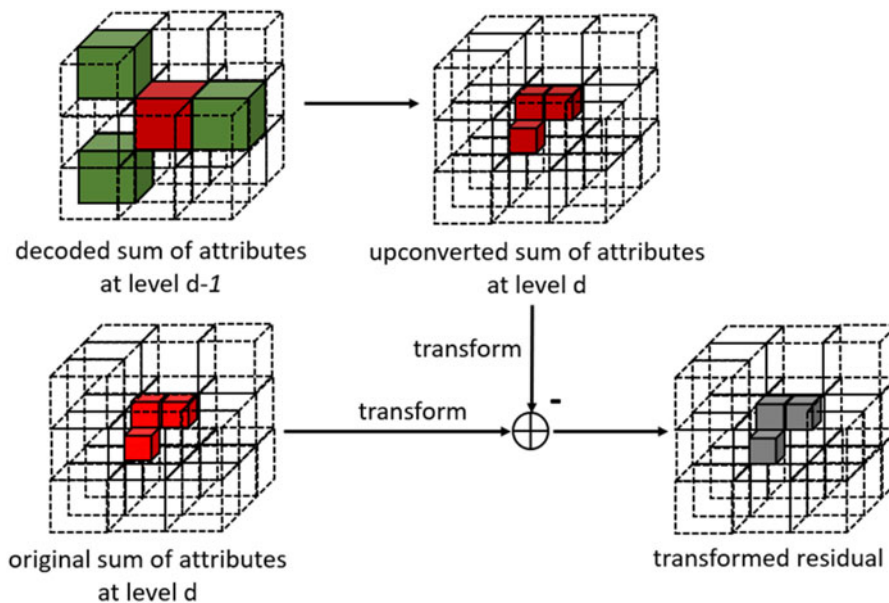 decoded sum of attributes
at level d-1
upconverted sum of attributes
at level d
transform
-
transform
original sum of attributes
at level d
transformed residual